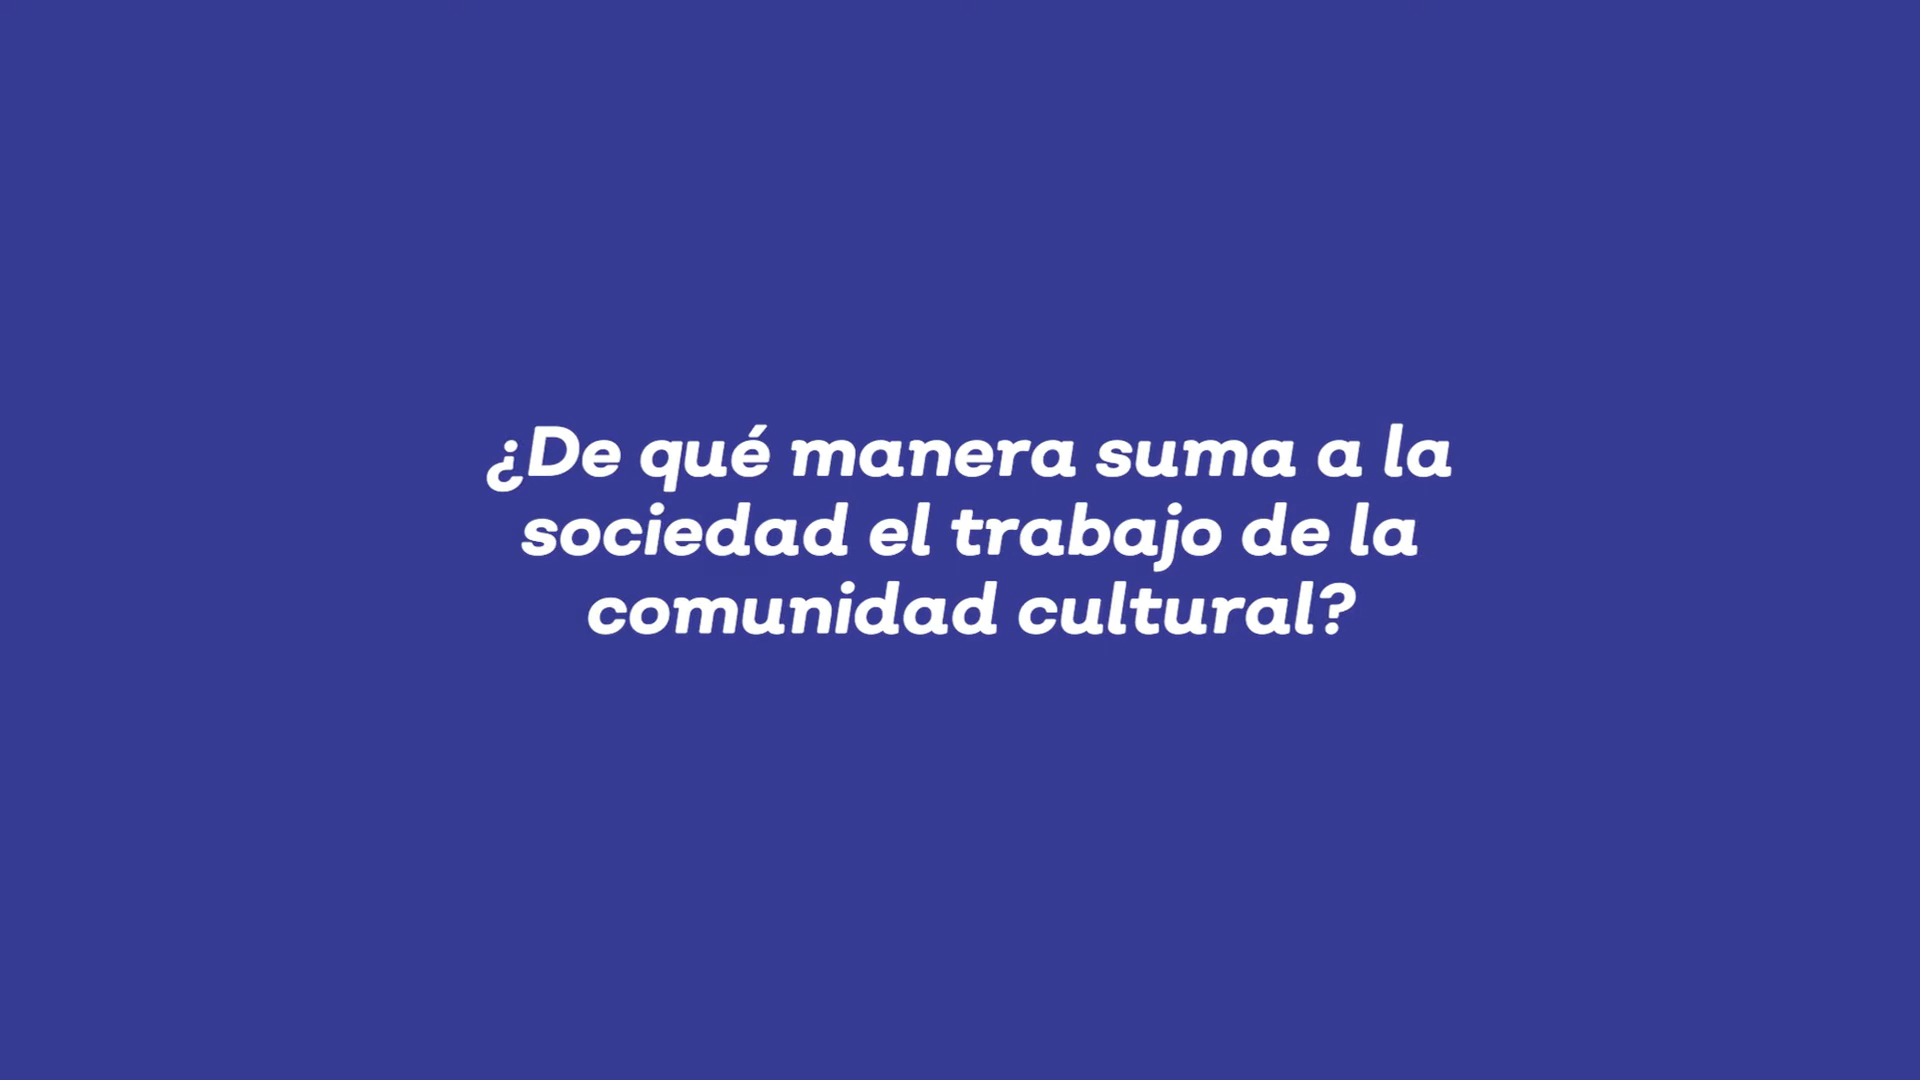 ¿De qué manera suma a la
sociedad el trabajo de la
comunidad cultural?